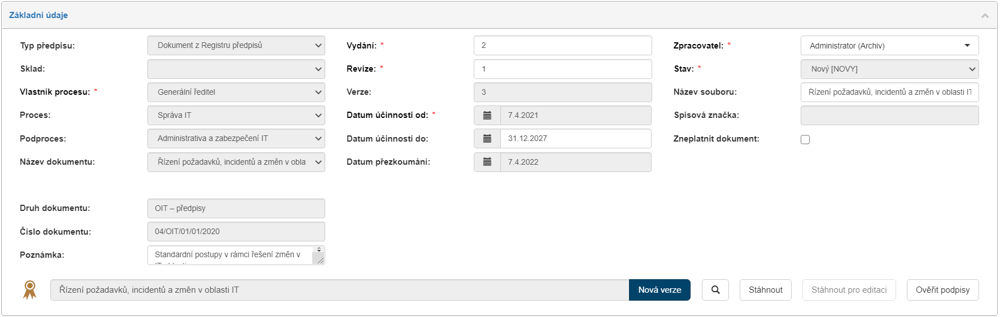 Základní údaje
Typ předpisu: Dokument z Registru předpisů Vydání: * 2 Zpracovatel: * Administrator (Archiv)
Sklad: Revize: * 1 Stav: * Nový [NOVY]
Vlastník procesu: * Generální ředitel Verze: 3 Název souboru: Řízení požadavků, incidentů a změn v oblasti IT
Proces: Správa IT Datum účinnosti od: * 7.4.2021 Spisová značka:
Podproces: Administrativa a zabezpečení IT Datum účinnosti do: 31.12.2027 Zneplatnit dokument:
Název dokumentu: Řízení požadavků, incidentů a změn v obla Datum přezkoumání: 7.4.2022
Druh dokumentu: OIT – předpisy
Číslo dokumentu: 04/OIT/01/01/2020
Poznámka: Standardní postupy v rámci řešení změn v
Řízení požadavků, incidentů a změn v oblasti IT Nová verze Stáhnout Stáhnout pro editaci Ověřit podpisy